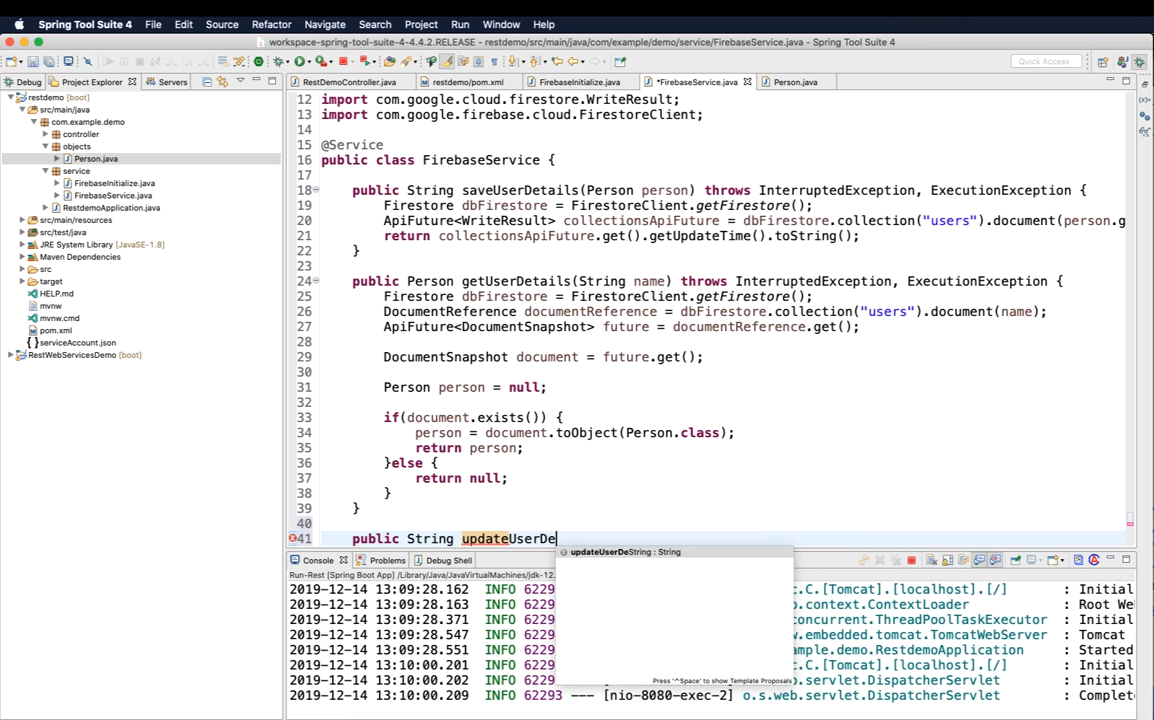 Spring Tool Suite 4 File Edit Source Refactor Navigate Search Project Run Window Help
workspace-spring-tool-suite-4-4.4.2.RELEASE - restdemo/src/main/java/com/example/demo/service/FirebaseService.java - Spring Tool Suite 4
Quick Access
Debug Project Explorer Servers
RestDemoController.java restdemo/pom.xml FirebaseInitialize.java *FirebaseService.java Person.java
restdemo [boot]
src/main/java
com.example.demo
controller
objects
Person.java
service
FirebaseInitialize.java
FirebaseService.java
RestdemoApplication.java
src/main/resources
src/test/java
JRE System Library [JavaSE-1.8]
Maven Dependencies
src
target
HELP.md
mvnw
mvnw.cmd
pom.xml
serviceAccount.json
RestWebServicesDemo [boot]
12 import com.google.cloud.firestore.WriteResult;
13 import com.google.firebase.cloud.FirestoreClient;
14
15 @Service
16 public class FirebaseService {
17
18 public String saveUserDetails(Person person) throws InterruptedException, ExecutionException {
19 Firestore dbFirestore = FirestoreClient.getFirestore();
20 ApiFuture<WriteResult> collectionsApiFuture = dbFirestore.collection("users").document(person.g
21 return collectionsApiFuture.get().getUpdateTime().toString();
22 }
23
24 public Person getUserDetails(String name) throws InterruptedException, ExecutionException {
25 Firestore dbFirestore = FirestoreClient.getFirestore();
26 DocumentReference documentReference = dbFirestore.collection("users").document(name);
27 ApiFuture<DocumentSnapshot> future = documentReference.get();
28
29 DocumentSnapshot document = future.get();
30
31 Person person = null;
32
33 if(document.exists()) {
34 person = document.toObject(Person.class);
35 return person;
36 }else {
37 return null;
38 }
39 }
40
41 public String updateUserDe
updateUserDeString : String
Press '^Space' to show Template Proposals
Console Problems Debug Shell
Run-Rest [Spring Boot App] /Library/Java/JavaVirtualMachines/jdk-12.
2019-12-14 13:09:28.162 INFO 6229 c.C.[Tomcat].[localhost].[/] : Initial
2019-12-14 13:09:28.163 INFO 6229 o.context.ContextLoader : Root We
2019-12-14 13:09:28.371 INFO 6229 concurrent.ThreadPoolTaskExecutor : Initial
2019-12-14 13:09:28.547 INFO 6229 w.embedded.tomcat.TomcatWebServer : Tomcat
2019-12-14 13:09:28.551 INFO 6229 ample.demo.RestdemoApplication : Started
2019-12-14 13:10:00.201 INFO 6229 c.C.[Tomcat].[localhost].[/] : Initial
2019-12-14 13:10:00.202 INFO 6229 s.web.servlet.DispatcherServlet : Initial
2019-12-14 13:10:00.209 INFO 62293 --- [nio-8080-exec-2] o.s.web.servlet.DispatcherServlet : Complet